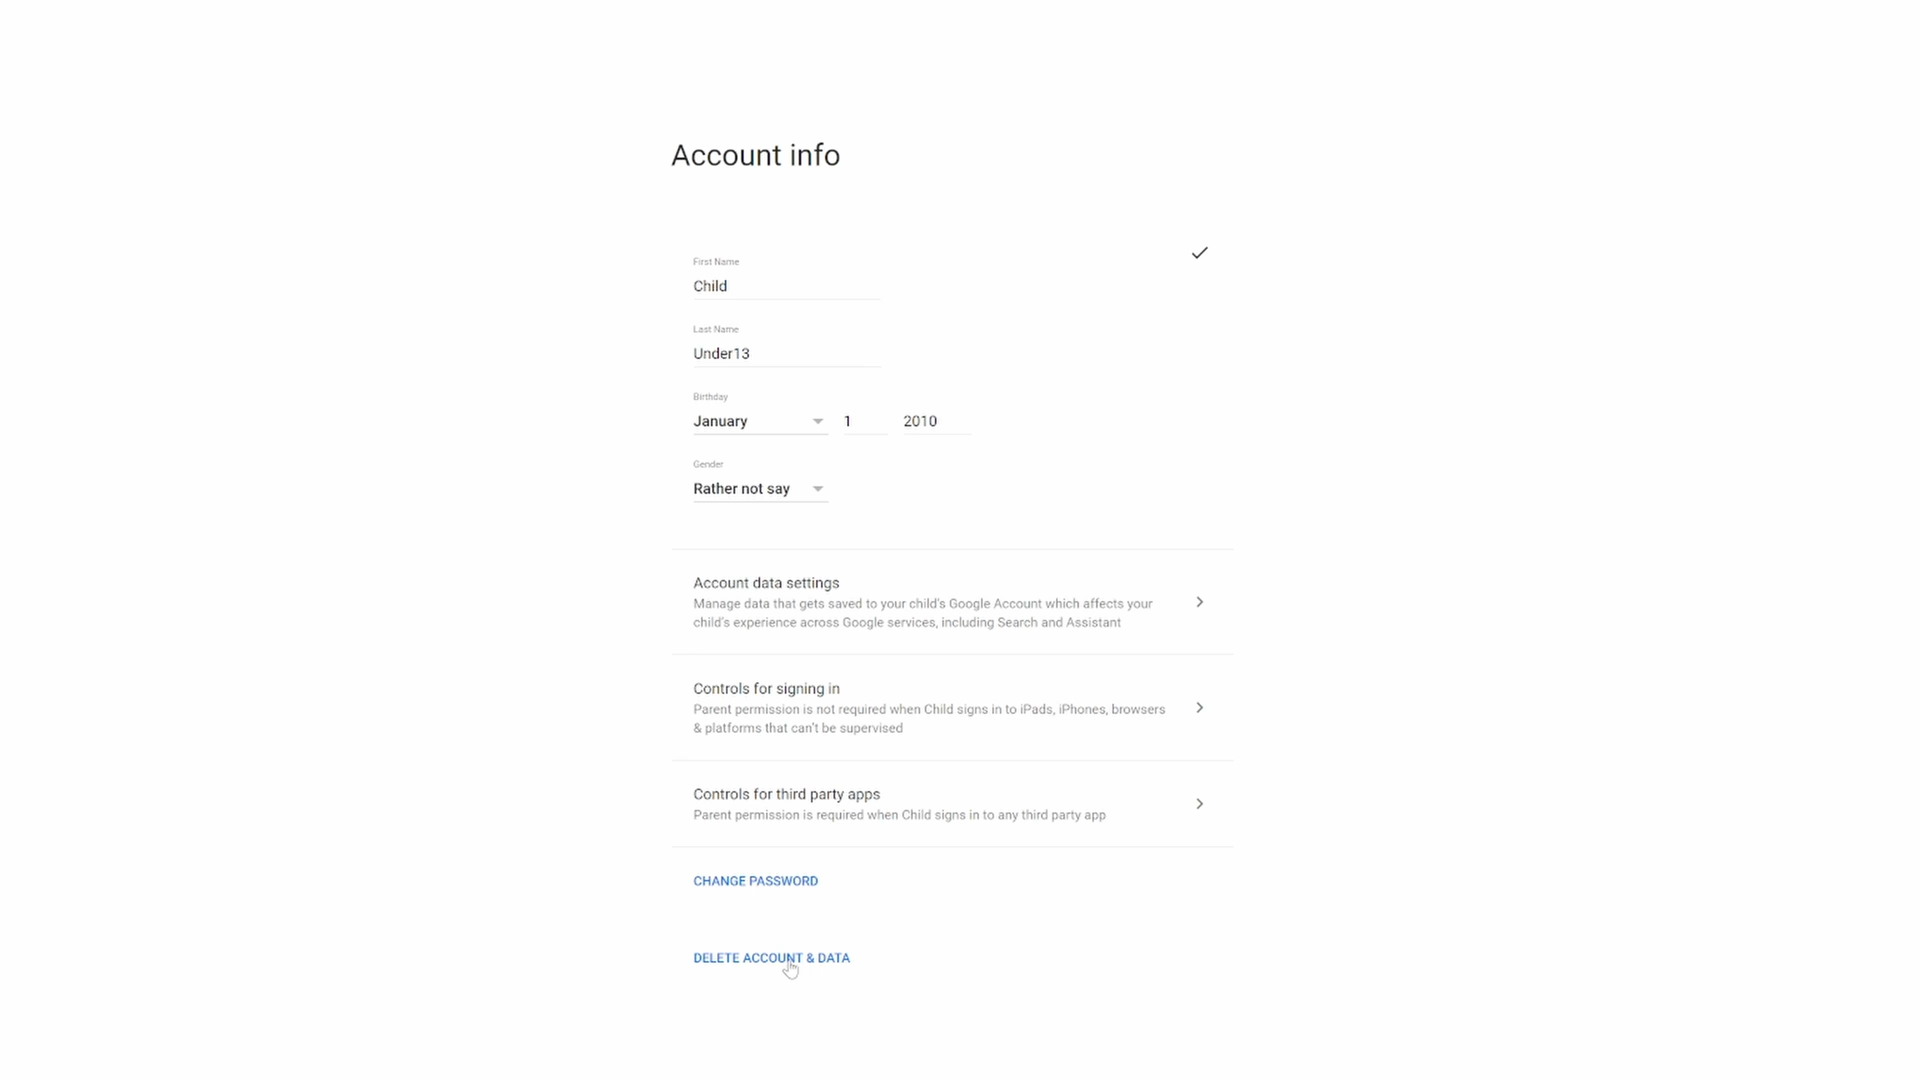 Account info
First Name
Child
Last Name
Under13
Birthday
January 1 2010
Gender
Rather not say
Account data settings
Manage data that gets saved to your child's Google Account which affects your
child's experience across Google services, including Search and Assistant
Controls for signing in
Parent permission is not required when Child signs in to iPads, iPhones, browsers
& platforms that can't be supervised
Controls for third party apps
Parent permission is required when Child signs in to any third party app
CHANGE PASSWORD
DELETE ACCOUNT & DATA